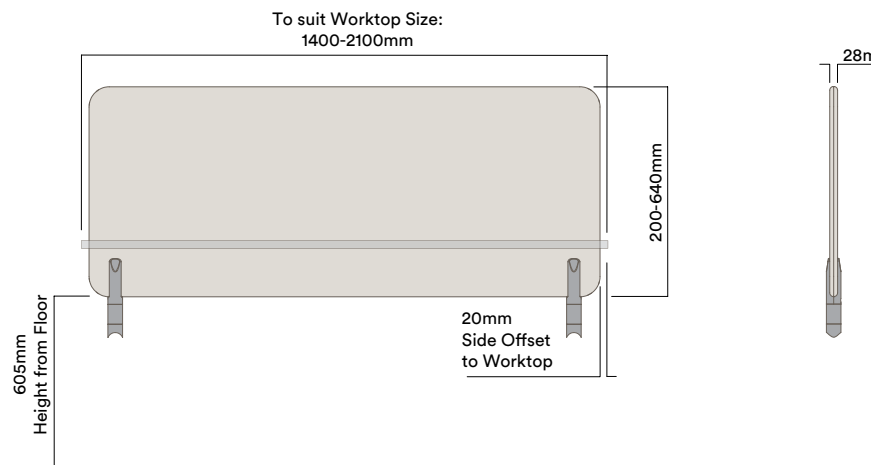 To suit Worktop Size:
1400-2100mm
28m
200-640mm
20mm
Side Offset
to Worktop
605mm
Height from Floor